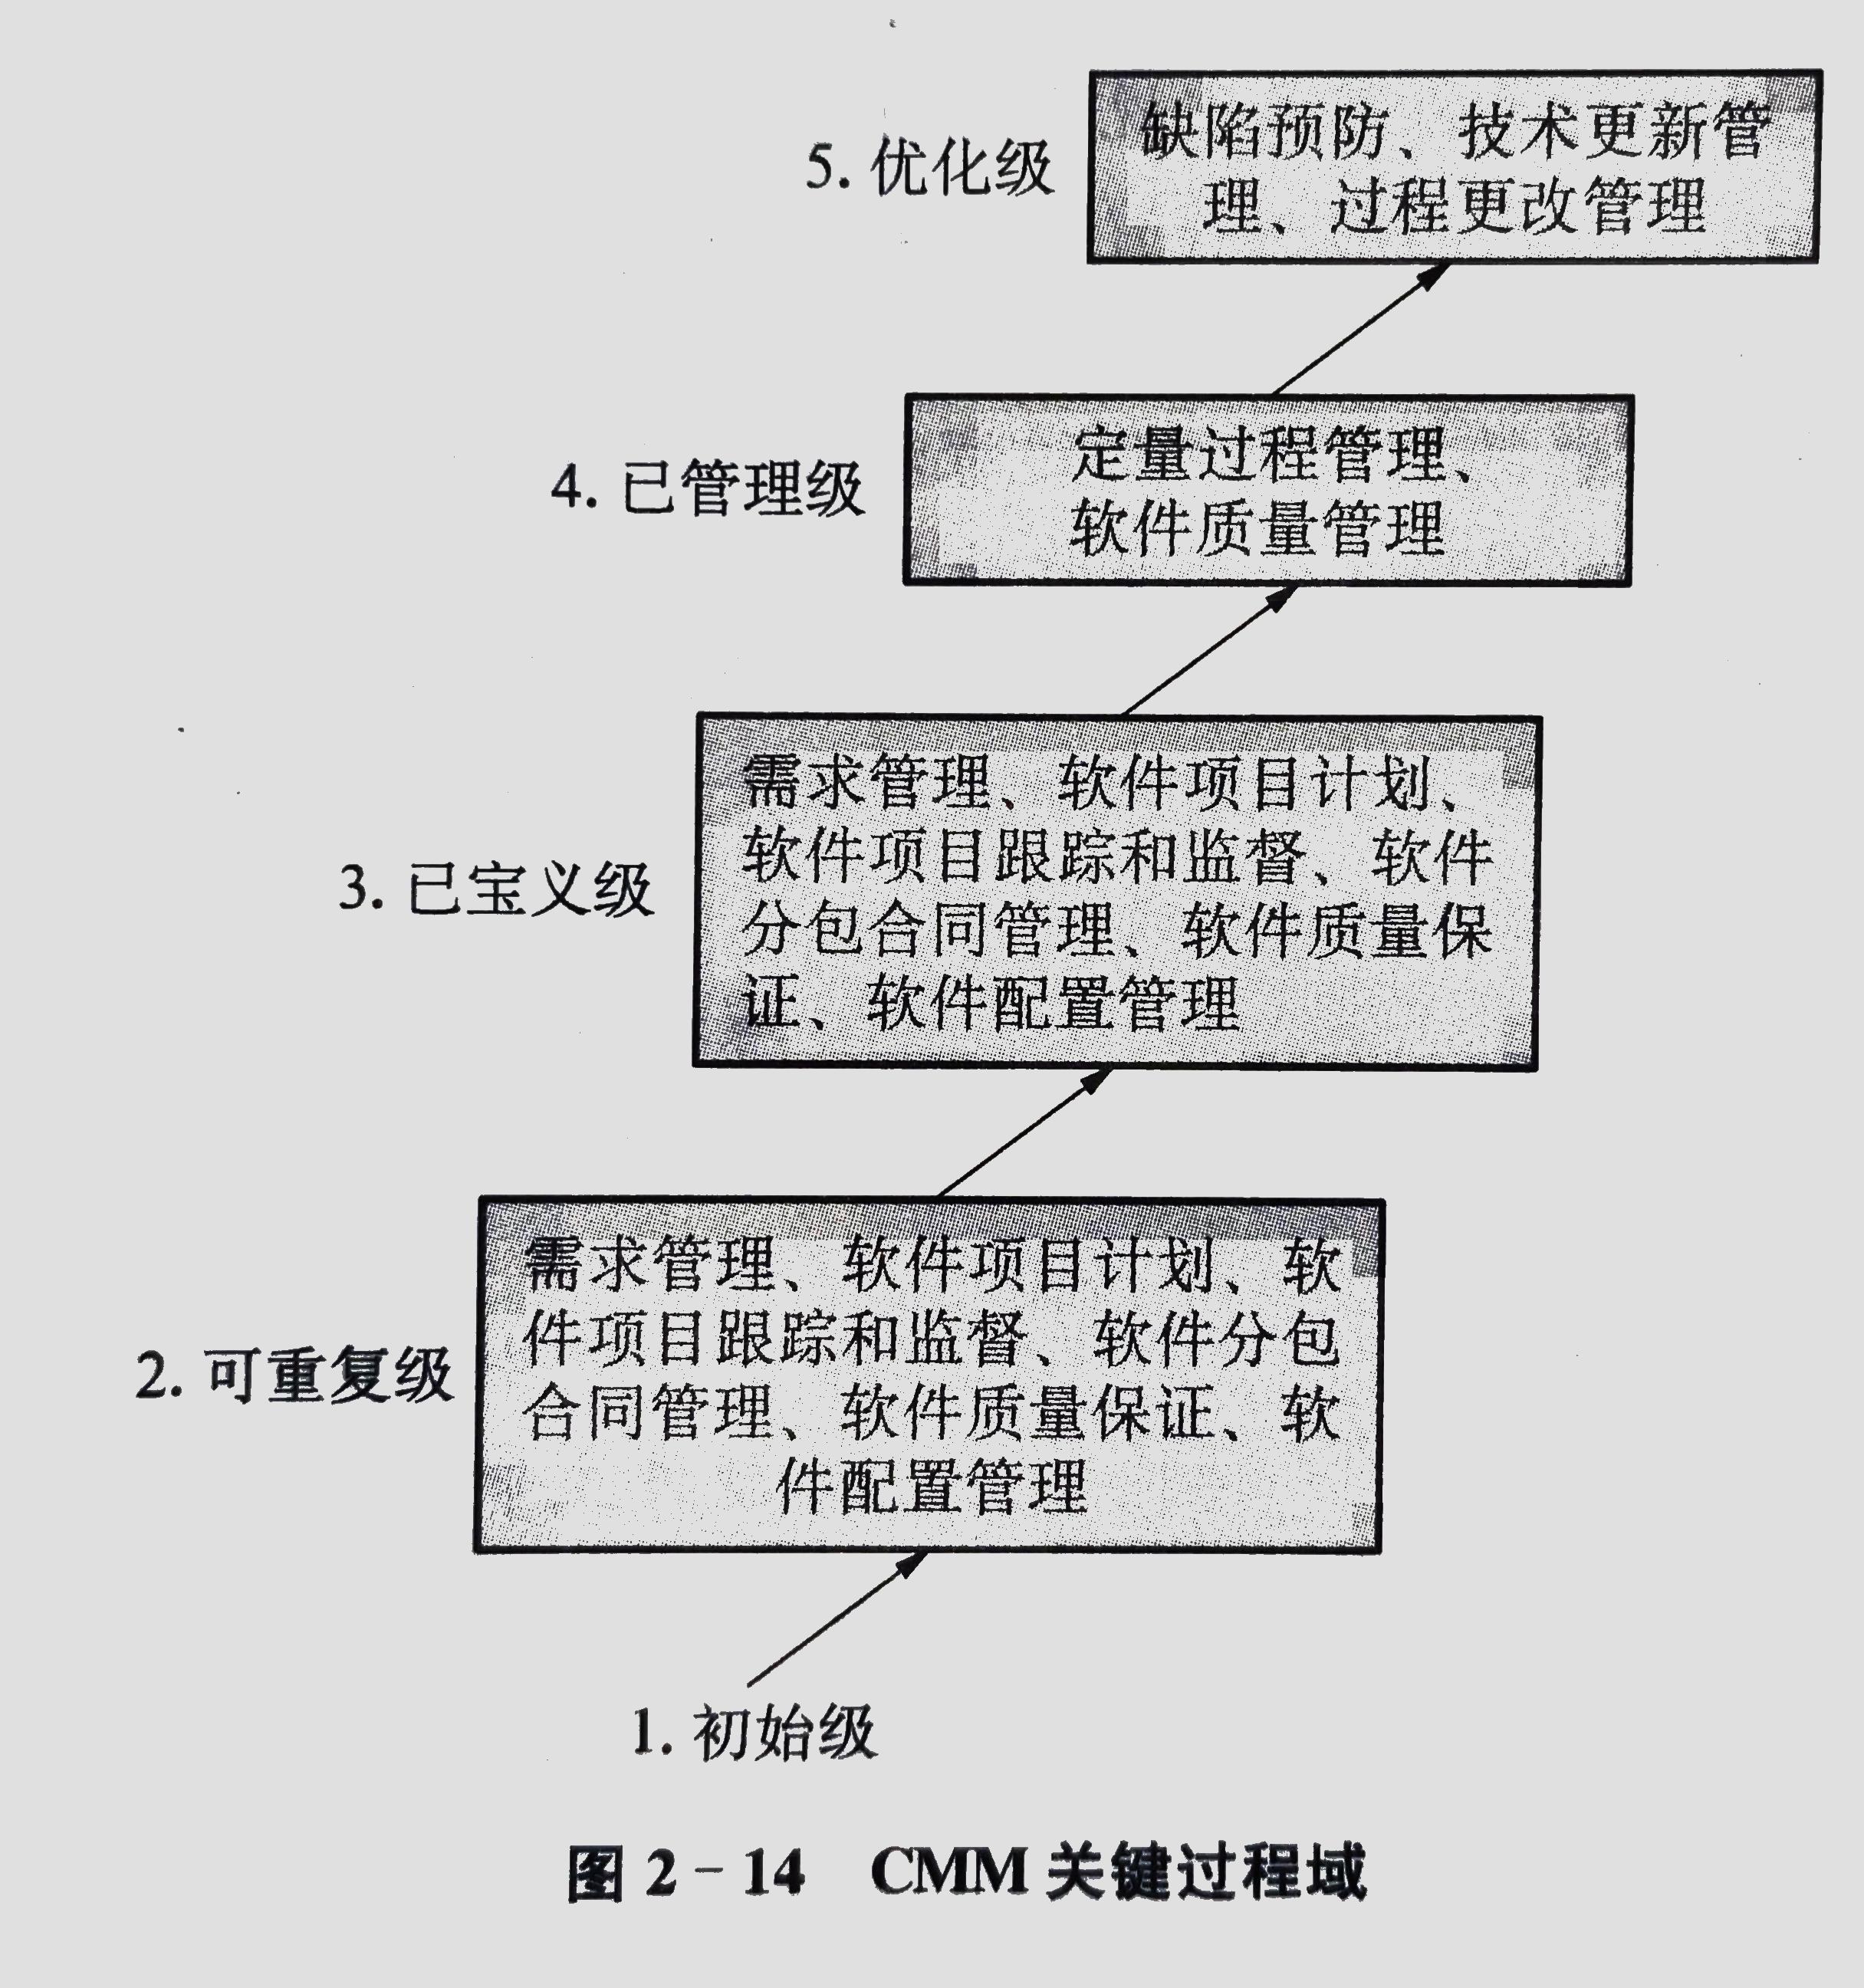 5. 优化级
缺陷预防、技术更新管
理、过程更改管理
4. 已管理级
定量过程管理、
软件质量管理
3. 已宝义级
需求管理、软件项目计划、
软件项目跟踪和监督、软件
分包合同管理、软件质量保
证、软件配置管理
2. 可重复级
需求管理、软件项目计划、软
件项目跟踪和监督、软件分包
合同管理、软件质量保证、软
件配置管理
1. 初始级
图 2-14 CMM 关键过程域